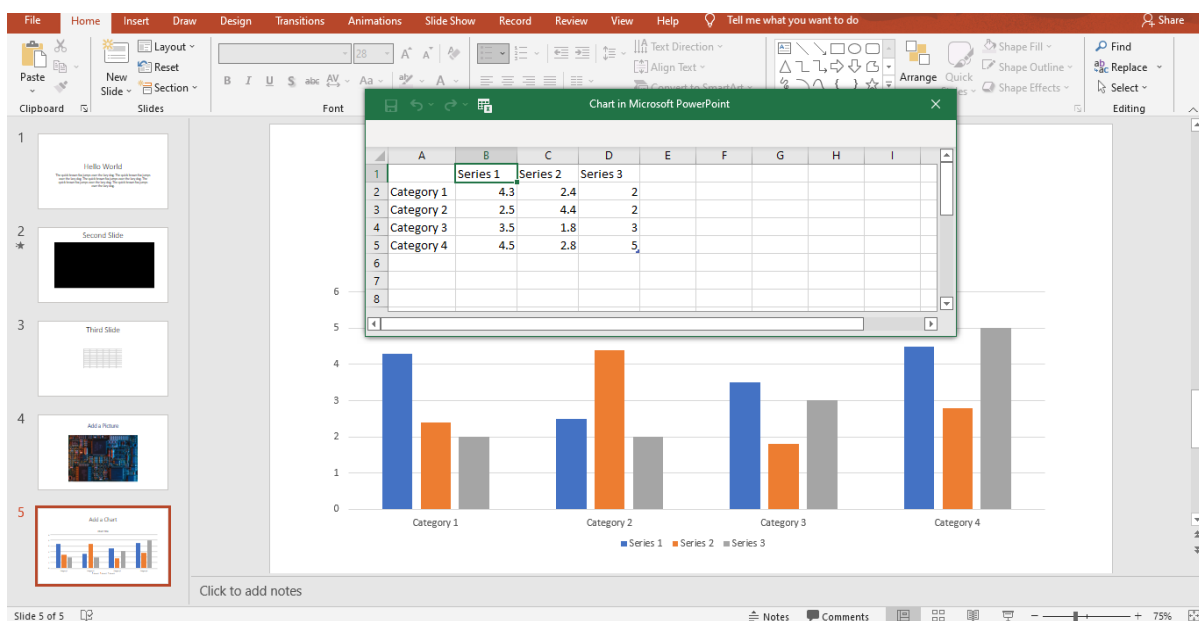 File Home Insert Draw Design Transitions Animations Slide Show Record Review View Help Tell me what you want to do Share
Paste
Clipboard
New
Slide
Layout
Reset
Section
Slides
28
B I U S abc AV Aa A
Font
Text Direction
Align Text
Convert to SmartArt
Arrange
Quick
Shape Fill
Shape Outline
Shape Effects
Find
Replace
Select
Editing
Chart in Microsoft PowerPoint
A B C D E F G H I
1 Series 1 Series 2 Series 3
2 Category 1 4.3 2.4 2
3 Category 2 2.5 4.4 2
4 Category 3 3.5 1.8 3
5 Category 4 4.5 2.8 5
6
7
8
1
Hello World
2
Second Slide
3
Third Slide
4
Add a Picture
5
Add a Chart
6
5
4
3
2
1
0
Category 1 Category 2 Category 3 Category 4
Series 1 Series 2 Series 3
Click to add notes
Slide 5 of 5
Notes Comments 75%